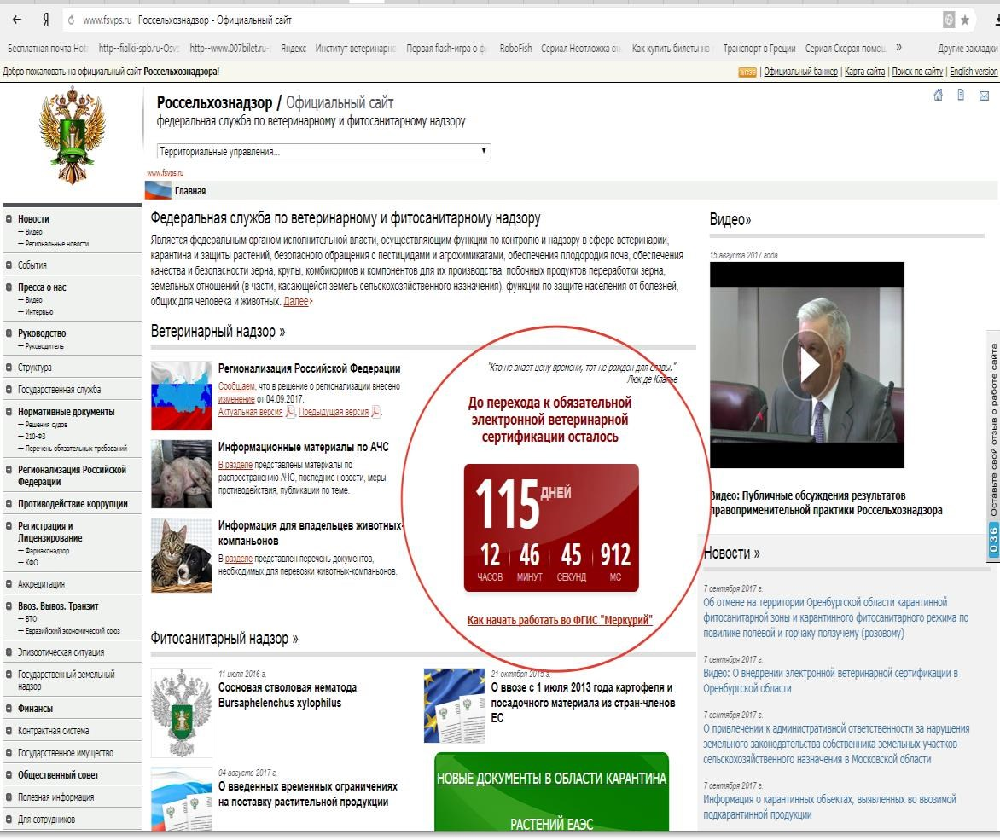 www.fsvps.ru Россельхознадзор - Официальный сайт
Бесплатная почта Hot http--fialki-spb.ru-Osve http--www.007bilet.ru- Яндекс Институт ветеринарно Первая flash-игра о ф RoboFish Сериал Неотложка он Как купить билеты на Транспорт в Греции Сериал Скорая помощ » Другие закладки
Добро пожаловать на официальный сайт Россельхознадзора! RSS | Официальный баннер | Карта сайта | Поиск по сайту | English version
Россельхознадзор / Официальный сайт
федеральная служба по ветеринарному и фитосанитарному надзору
Территориальные управления...
www.fsvps.ru
Главная
Новости
— Видео
— Региональные новости
События
Пресса о нас
— Видео
— Интервью
Руководство
— Руководитель
Структура
Государственная служба
Нормативные документы
— Решения судов
— 210-ФЗ
— Перечень обязательных требований
Регионализация Российской
Федерации
Противодействие коррупции
Регистрация и
Лицензирование
— Фармаконадзор
— КФО
Аккредитация
Ввоз. Вывоз. Транзит
— ВТО
— Евразийский экономический союз
Эпизоотическая ситуация
Государственный земельный
надзор
Финансы
Контрактная система
Государственное имущество
Общественный совет
Полезная информация
Для сотрудников
Федеральная служба по ветеринарному и фитосанитарному надзору
Является федеральным органом исполнительной власти, осуществляющим функции по контролю и надзору в сфере ветеринарии,
карантина и защиты растений, безопасного обращения с пестицидами и агрохимикатами, обеспечения плодородия почв, обеспечения
качества и безопасности зерна, крупы, комбикормов и компонентов для их производства, побочных продуктов переработки зерна,
земельных отношений (в части, касающейся земель сельскохозяйственного назначения), функции по защите населения от болезней,
общих для человека и животных. Далее›
Ветеринарный надзор »
Регионализация Российской Федерации
Сообщаем, что в решение о регионализации внесено
изменение от 04.09.2017.
Актуальная версия , Предыдущая версия .
Информационные материалы по АЧС
В разделе представлены материалы по
распространению АЧС, последние новости, меры
противодействия, публикации по теме.
Информация для владельцев животных-
компаньонов
В разделе представлен перечень документов,
необходимых для перевозки животных-компаньонов.
"Кто не знает цену времени, тот не рожден для славы."
Люк де Клапье
До перехода к обязательной
электронной ветеринарной
сертификации осталось
115 ДНЕЙ
12 46 45 912
ЧАСОВ МИНУТ СЕКУНД МС
Как начать работать во ФГИС "Меркурий"
Фитосанитарный надзор »
11 июля 2016 г.
Сосновая стволовая нематода
Bursaphelenchus xylophilus
04 августа 2017 г.
О введенных временных ограничениях
на поставку растительной продукции
21 октября 2015 г.
О ввозе с 1 июля 2013 года картофеля и
посадочного материала из стран-членов
ЕС
НОВЫЕ ДОКУМЕНТЫ В ОБЛАСТИ КАРАНТИНА
РАСТЕНИЙ ЕАЭС
Видео»
15 августа 2017 года
Видео: Публичные обсуждения результатов
правоприменительной практики Россельхознадзора
Новости »
7 сентября 2017 г.
Об отмене на территории Оренбургской области карантинной
фитосанитарной зоны и карантинного фитосанитарного режима по
повилике полевой и горчаку ползучему (розовому)
7 сентября 2017 г.
Видео: О внедрении электронной ветеринарной сертификации в
Оренбургской области
7 сентября 2017 г.
О привлечении к административной ответственности за нарушения
земельного законодательства собственника земельных участков
сельскохозяйственного назначения в Московской области
7 сентября 2017 г.
Информация о карантинных объектах, выявленных во ввозимой
подкарантинной продукции
Оставьте свой отзыв о работе сайта